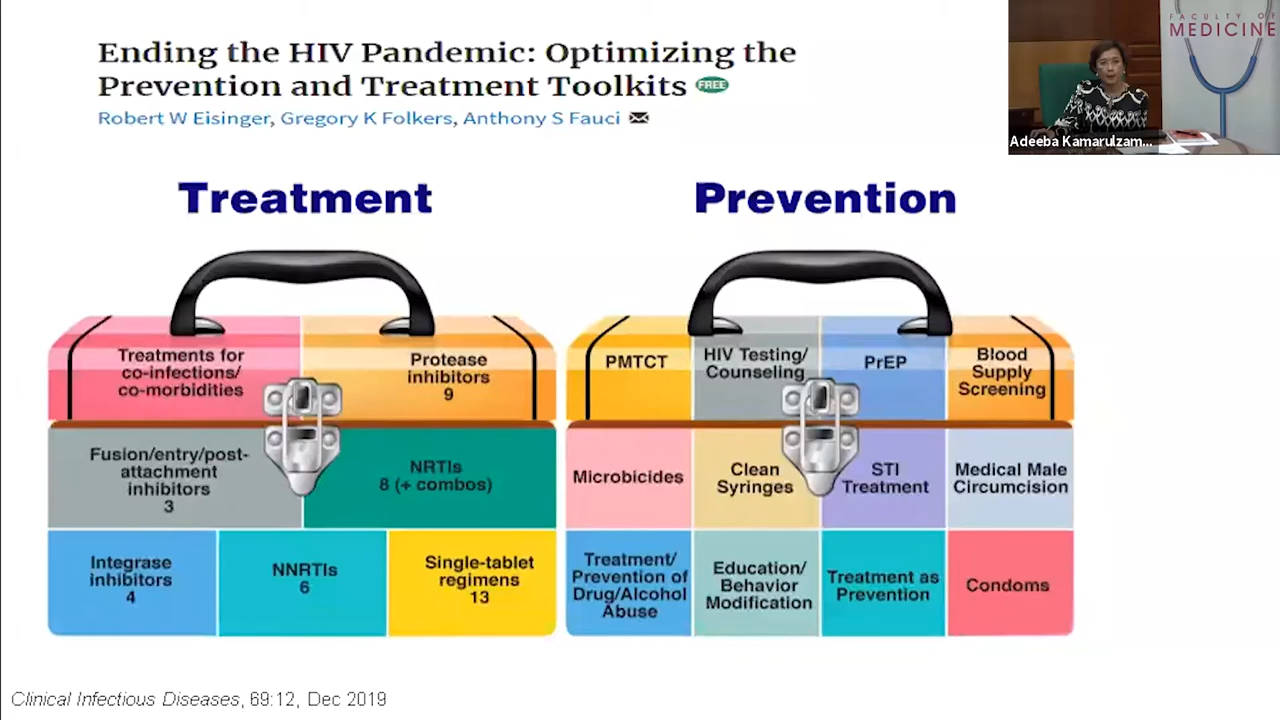 Ending the HIV Pandemic: Optimizing the
Prevention and Treatment Toolkits FREE
Robert W Eisinger, Gregory K Folkers, Anthony S Fauci
FACULTY OF
MEDICINE
Adeeba Kamarulzam...
Treatment
Treatments for
co-infections/
co-morbidities
Protease
inhibitors
9
Fusion/entry/post-
attachment
inhibitors
3
NRTIs
8 (+ combos)
Integrase
inhibitors
4
NNRTIs
6
Single-tablet
regimens
13
Prevention
PMTCT
HIV Testing/
Counseling
PrEP
Blood
Supply
Screening
Microbicides
Clean
Syringes
STI
Treatment
Medical Male
Circumcision
Treatment/
Prevention of
Drug/Alcohol
Abuse
Education/
Behavior
Modification
Treatment as
Prevention
Condoms
Clinical Infectious Diseases, 69:12, Dec 2019